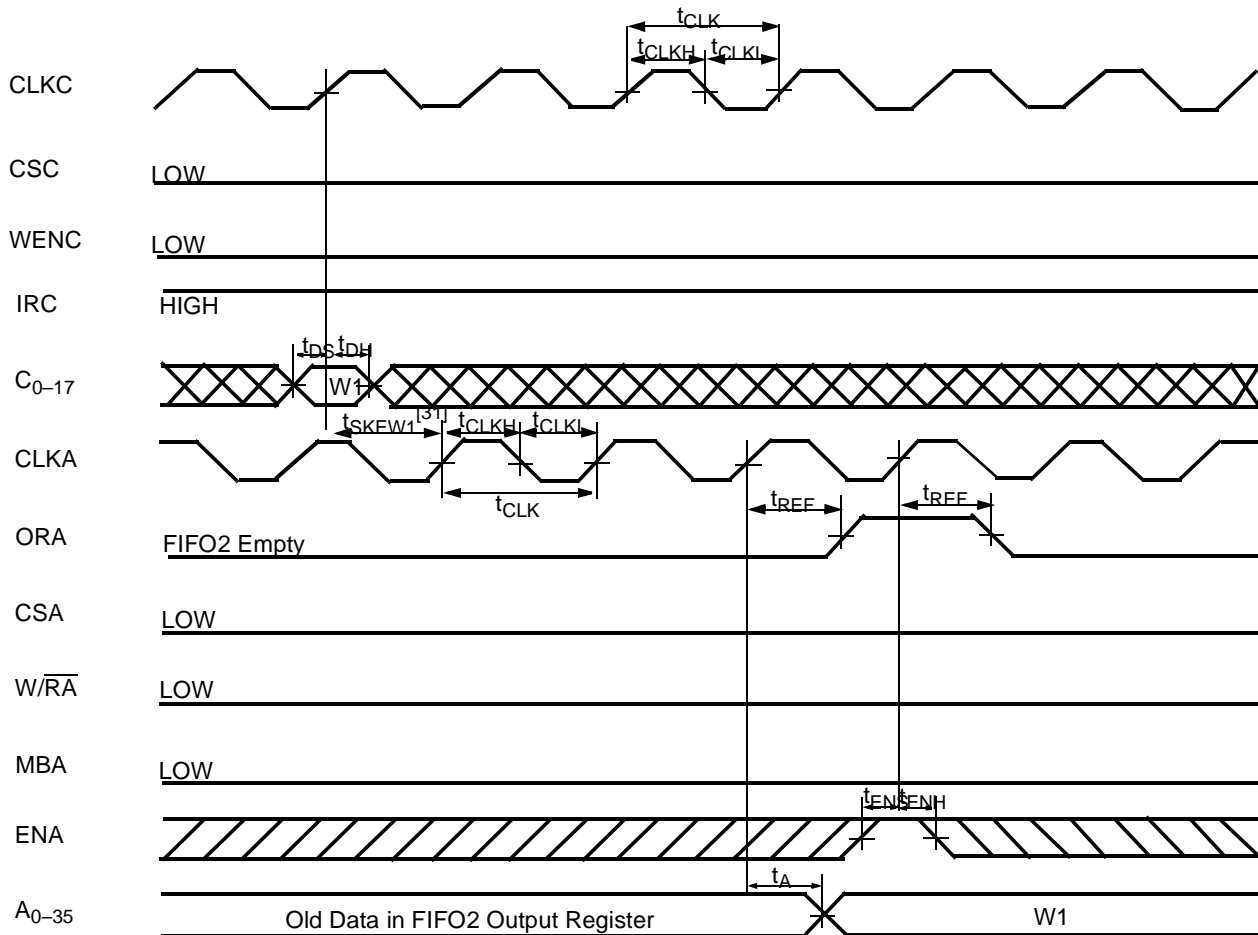 tCLK
tCLKH tCLKL
CLKC
CSC LOW
WENC LOW
IRC HIGH
tDS tDH
C0–17 W1
tSKEW1[31] tCLKH tCLKL
CLKA
tCLK
tREF tREF
ORA FIFO2 Empty
CSA LOW
W/RA LOW
MBA LOW
tENS tENH
ENA
tA
A0–35 Old Data in FIFO2 Output Register W1